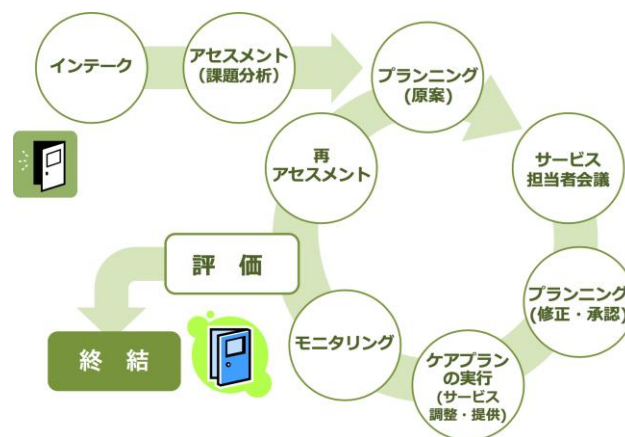 インテーク
アセスメント
（課題分析）
プランニング
(原案)
サービス
担当者会議
プランニング
(修正・承認)
ケアプラン
の実行
(サービス
調整・提供)
モニタリング
再
アセスメント
評　価
終　結